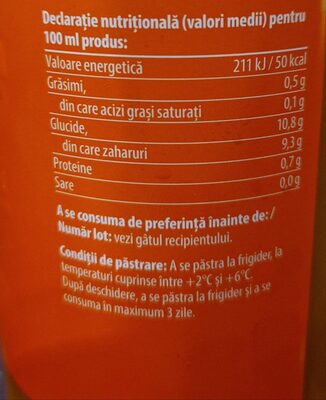 Declarație nutrițională (valori medii) pentru
100 ml produs:
Valoare energetică 211 kJ / 50 kcal
Grăsimi, 0,5 g
din care acizi grași saturați 0,1 g
Glucide, 10,8 g
din care zaharuri 9,3 g
Proteine 0,7 g
Sare 0,0 g
A se consuma de preferință înainte de: /
Număr lot: vezi gâtul recipientului.
Condiții de păstrare: A se păstra la frigider, la
temperaturi cuprinse între +2°C și +6°C.
După deschidere, a se păstra la frigider și a se
consuma în maximum 3 zile.